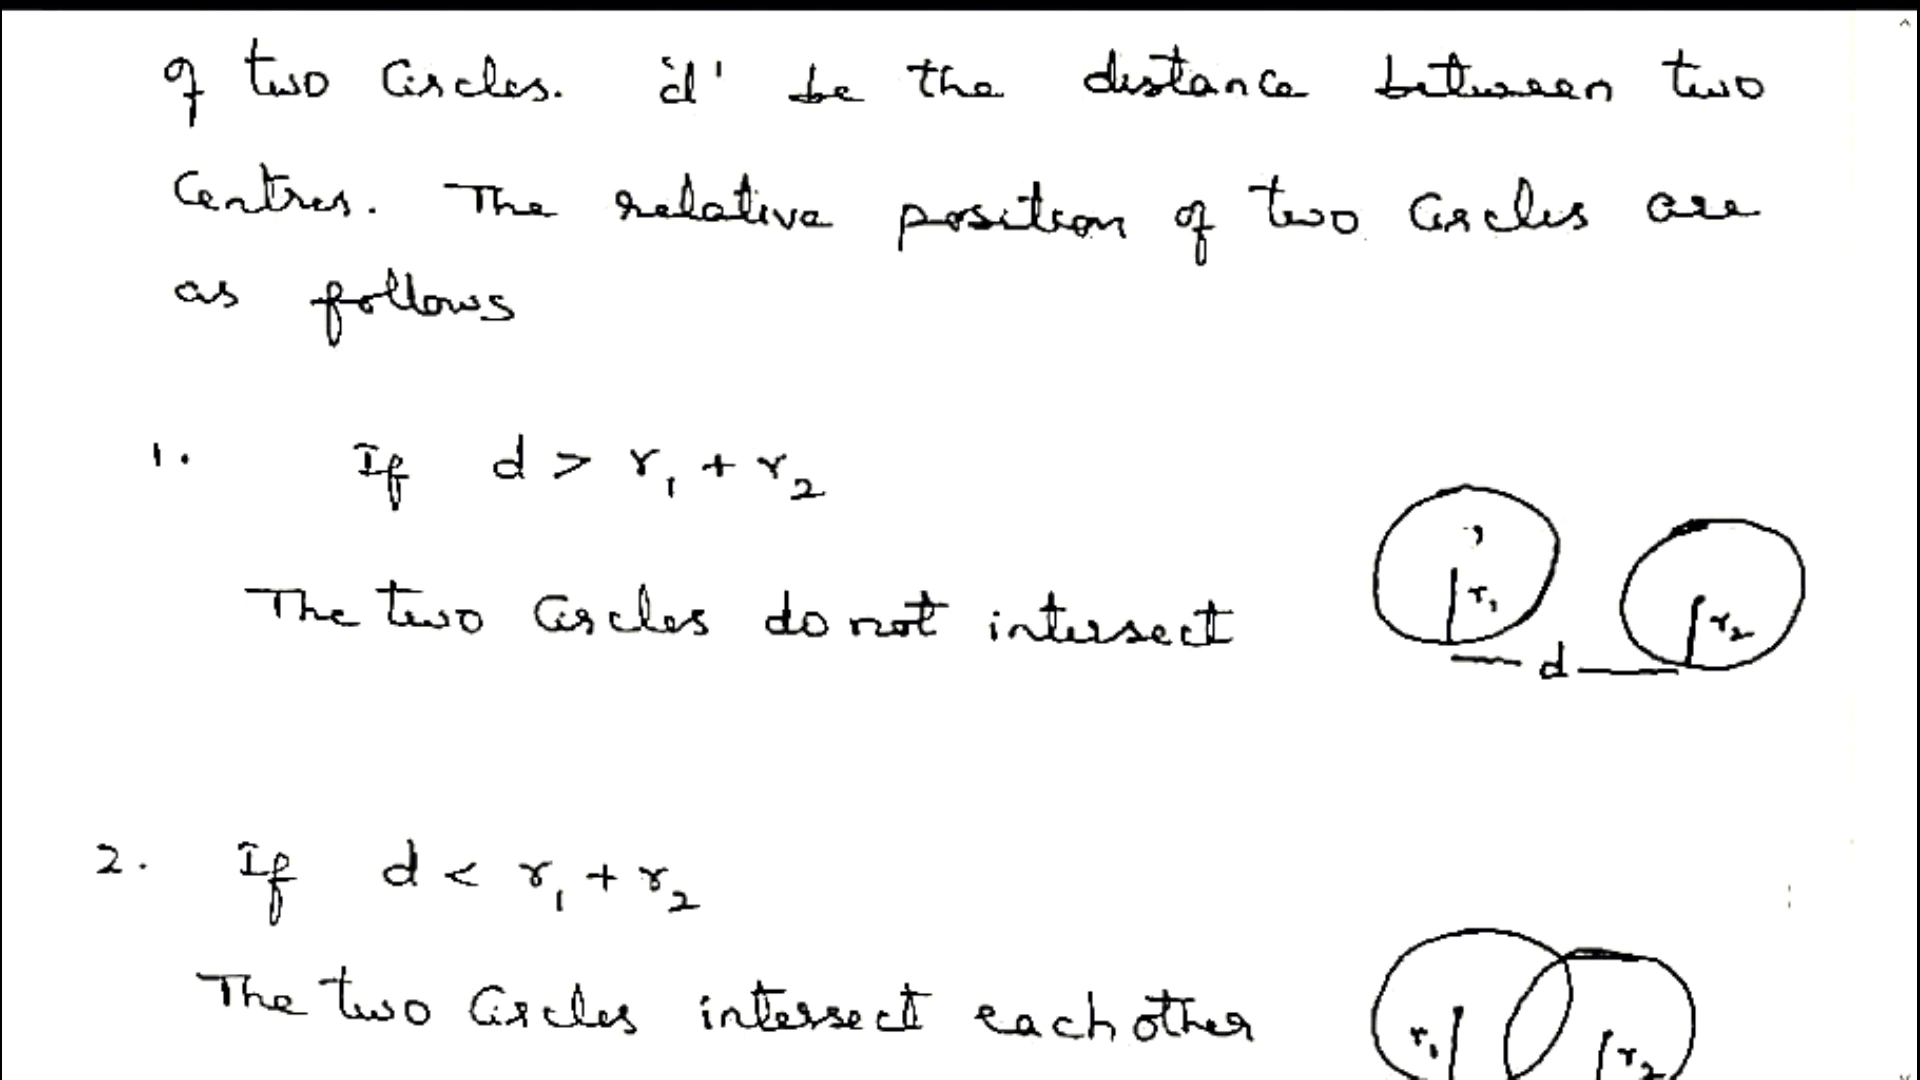 of two Circles. 'd' be the distance between two
Centres. The relative position of two Circles are
as follows
1. If d > r₁ + r₂
The two Circles do not intersect
r₁
r₂
d
2. If d < r₁ + r₂
The two Circles intersect each other
r₁
r₂